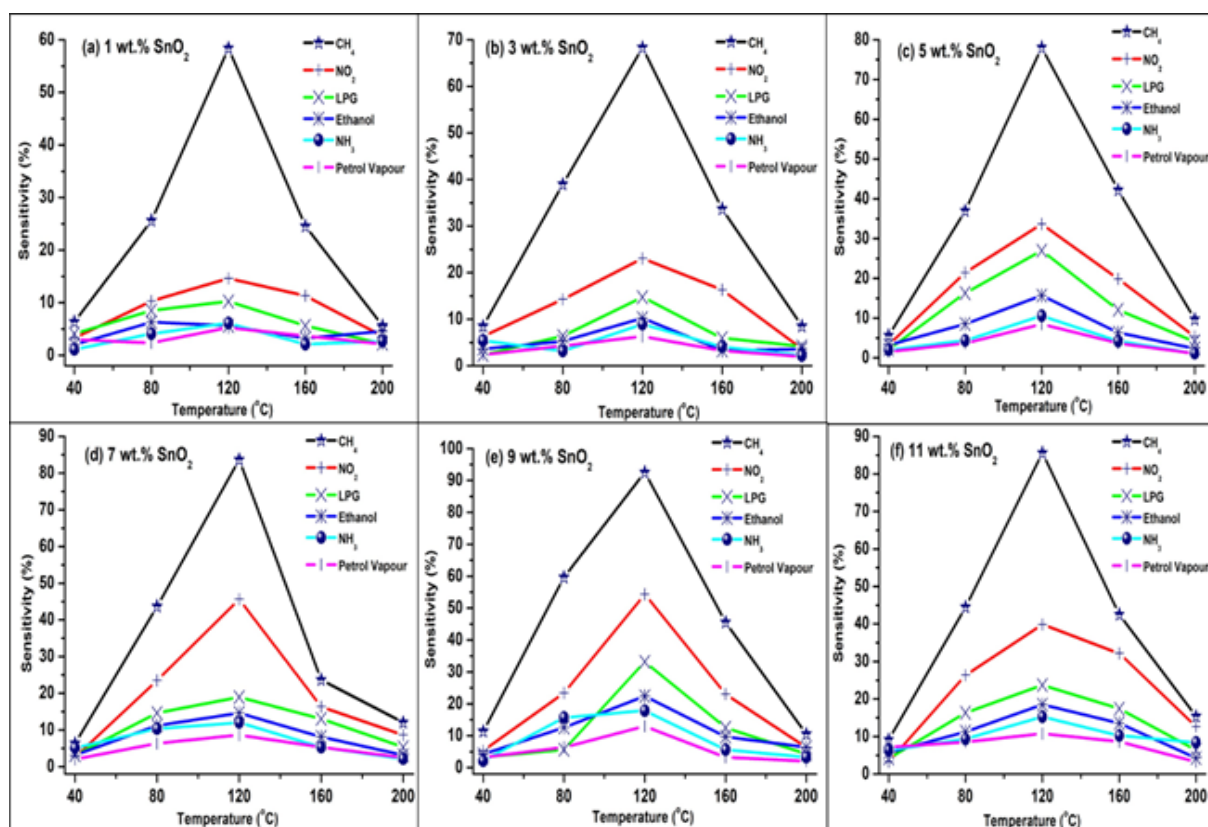 (a) 1 wt.% SnO₂
CH₄
NO₂
LPG
Ethanol
NH₃
Petrol Vapour
Sensitivity (%)
60
50
40
30
20
10
0
40 80 120 160 200
Temperature (°C)
(b) 3 wt.% SnO₂
CH₄
NO₂
LPG
Ethanol
NH₃
Petrol Vapour
Sensitivity (%)
70
60
50
40
30
20
10
0
40 80 120 160 200
Temperature (°C)
(c) 5 wt.% SnO₂
CH₄
NO₂
LPG
Ethanol
NH₃
Petrol Vapour
Sensitivity (%)
80
70
60
50
40
30
20
10
0
40 80 120 160 200
Temperature (°C)
(d) 7 wt.% SnO₂
CH₄
NO₂
LPG
Ethanol
NH₃
Petrol Vapour
Sensitivity (%)
90
80
70
60
50
40
30
20
10
0
40 80 120 160 200
Temperature (°C)
(e) 9 wt.% SnO₂
CH₄
NO₂
LPG
Ethanol
NH₃
Petrol Vapour
Sensitivity (%)
100
90
80
70
60
50
40
30
20
10
0
40 80 120 160 200
Temperature (°C)
(f) 11 wt.% SnO₂
CH₄
NO₂
LPG
Ethanol
NH₃
Petrol Vapour
Sensitivity (%)
90
80
70
60
50
40
30
20
10
0
40 80 120 160 200
Temperature (°C)